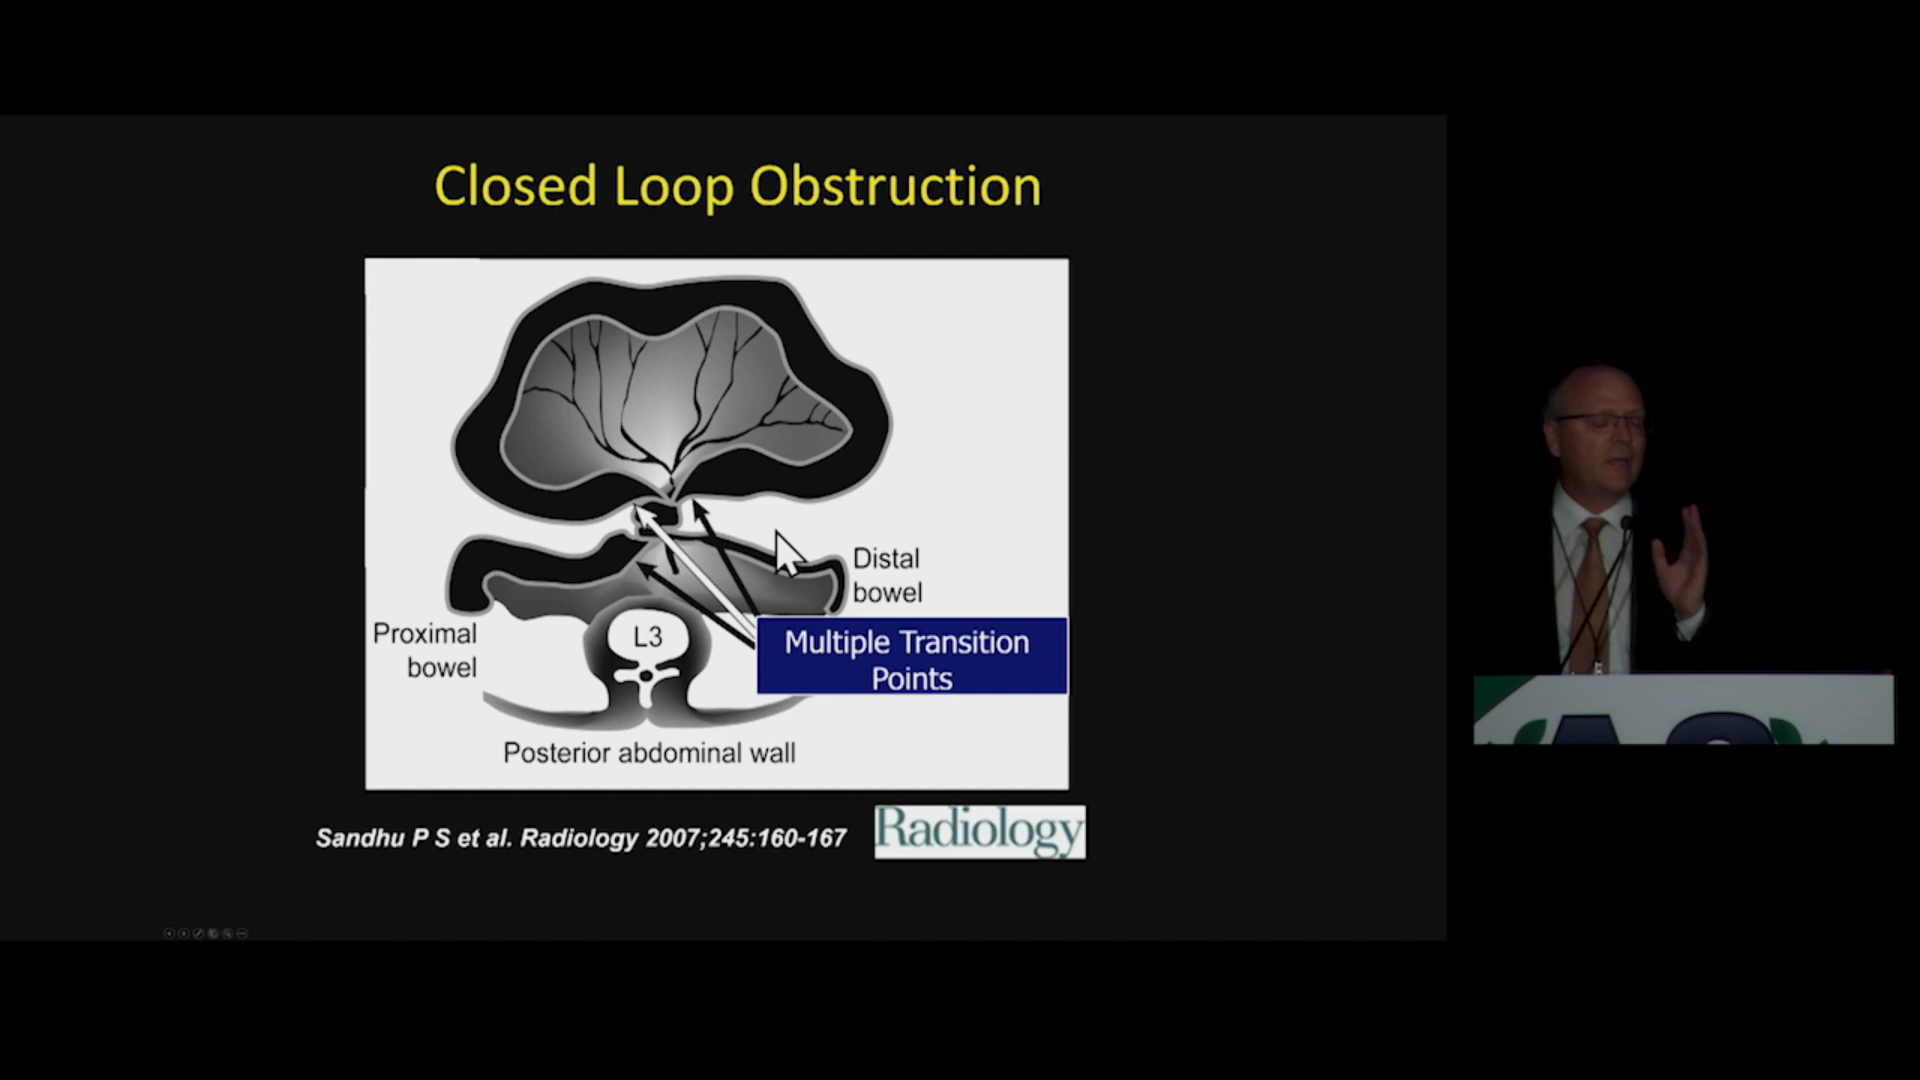 Closed Loop Obstruction
Distal
bowel
Proximal
bowel
L3
Multiple Transition
Points
Posterior abdominal wall
Sandhu P S et al. Radiology 2007;245:160-167
Radiology